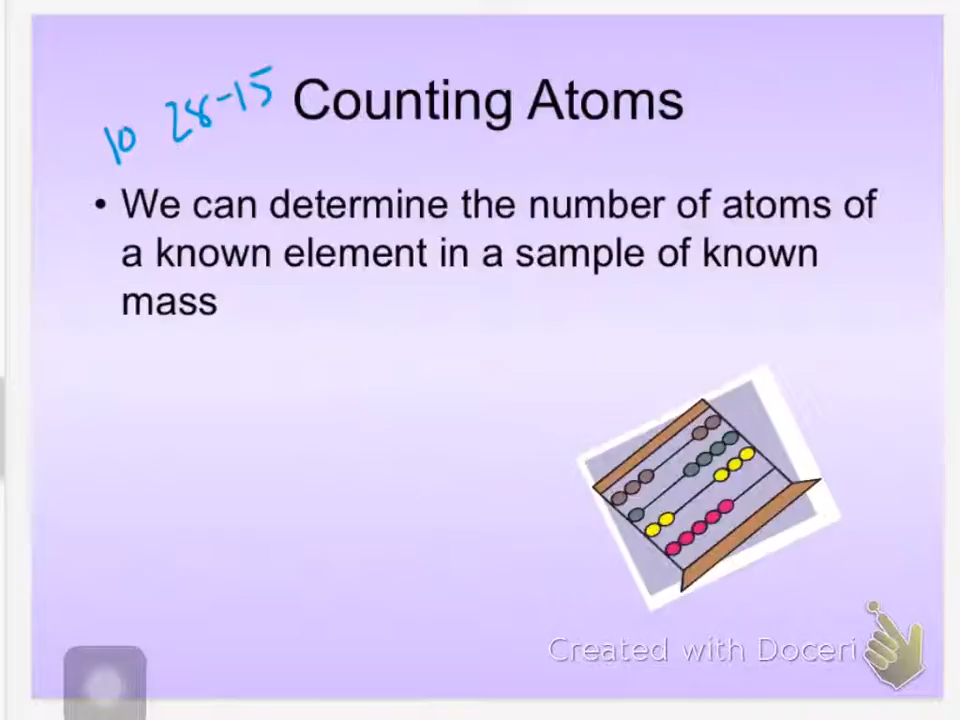 10 28-15 Counting Atoms
• We can determine the number of atoms of
a known element in a sample of known
mass
Created with Doceri